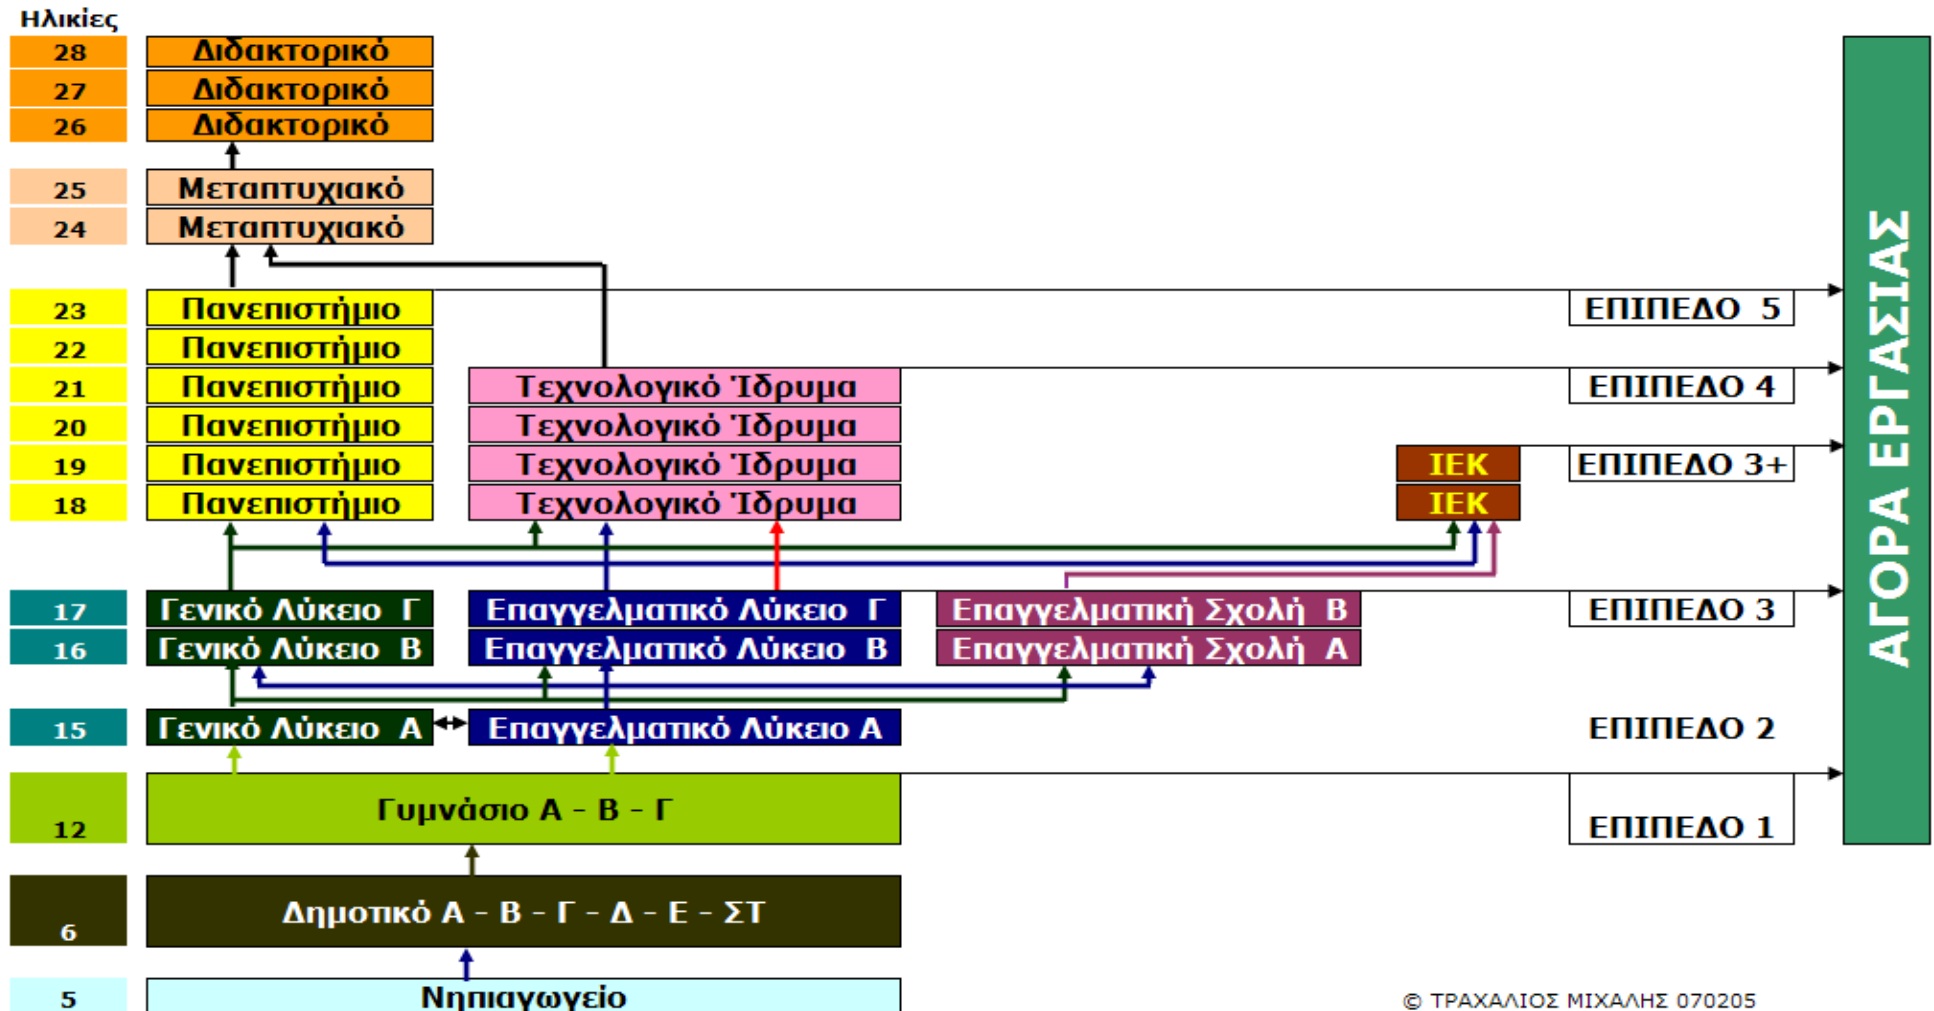 Ηλικίες
28 Διδακτορικό
27 Διδακτορικό
26 Διδακτορικό
25 Μεταπτυχιακό
24 Μεταπτυχιακό
23 Πανεπιστήμιο ΕΠΙΠΕΔΟ 5
22 Πανεπιστήμιο
21 Πανεπιστήμιο Τεχνολογικό Ίδρυμα ΕΠΙΠΕΔΟ 4
20 Πανεπιστήμιο Τεχνολογικό Ίδρυμα
19 Πανεπιστήμιο Τεχνολογικό Ίδρυμα ΙΕΚ ΕΠΙΠΕΔΟ 3+
18 Πανεπιστήμιο Τεχνολογικό Ίδρυμα ΙΕΚ
17 Γενικό Λύκειο Γ Επαγγελματικό Λύκειο Γ Επαγγελματική Σχολή Β ΕΠΙΠΕΔΟ 3
16 Γενικό Λύκειο Β Επαγγελματικό Λύκειο Β Επαγγελματική Σχολή Α
15 Γενικό Λύκειο Α Επαγγελματικό Λύκειο Α ΕΠΙΠΕΔΟ 2
Γυμνάσιο Α - Β - Γ
12 ΕΠΙΠΕΔΟ 1
Δημοτικό Α - Β - Γ - Δ - Ε - ΣΤ
6
5 Νηπιαγωγείο
ΑΓΟΡΑ ΕΡΓΑΣΙΑΣ
© ΤΡΑΧΑΛΙΟΣ ΜΙΧΑΛΗΣ 070205